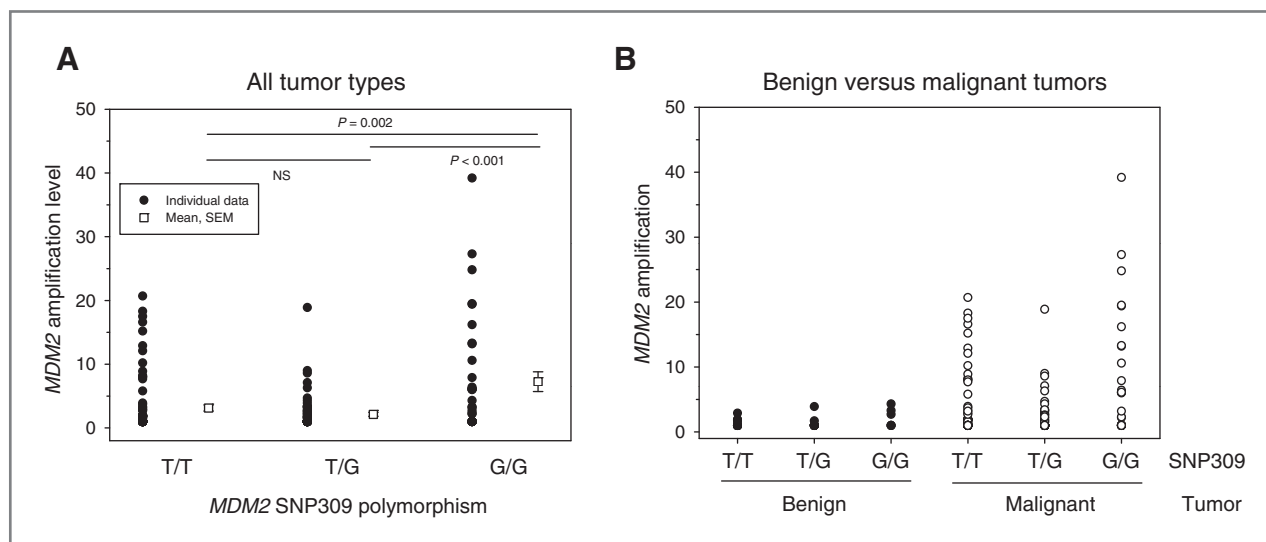 A
All tumor types
50
40
30
20
10
0
MDM2 amplification level
P = 0.002
P < 0.001
NS
Individual data
Mean, SEM
T/T T/G G/G
MDM2 SNP309 polymorphism
B
Benign versus malignant tumors
50
40
30
20
10
0
MDM2 amplification
T/T T/G G/G T/T T/G G/G SNP309
Benign Malignant Tumor